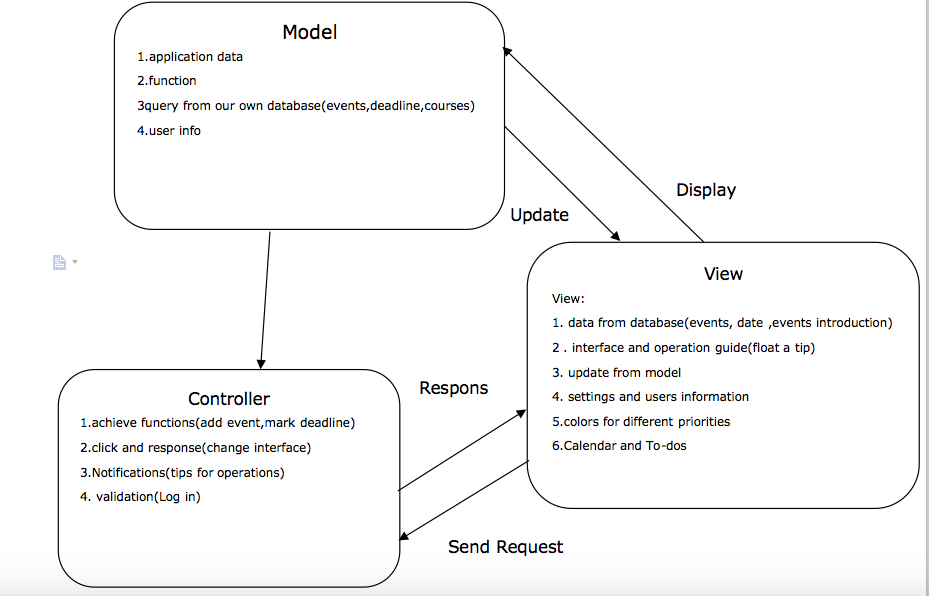 Model
1.application data
2.function
3query from our own database(events,deadline,courses)
4.user info
Display
Update
View
View:
1. data from database(events, date ,events introduction)
2 . interface and operation guide(float a tip)
3. update from model
4. settings and users information
5.colors for different priorities
6.Calendar and To-dos
Respons
Controller
1.achieve functions(add event,mark deadline)
2.click and response(change interface)
3.Notifications(tips for operations)
4. validation(Log in)
Send Request